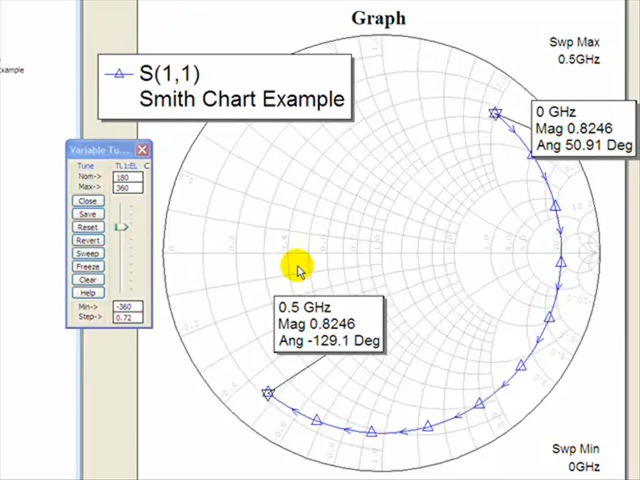 Graph
Swp Max
0.5GHz
S(1,1)
Smith Chart Example
example
0 GHz
Mag 0.8246
Ang 50.91 Deg
Variable Tu...
Tune TL1:EL C
Nom-> 180
Max-> 360
Close
Save
Reset
Revert
Sweep
Freeze
Clear
Help
Min-> -360
Step-> 0.72
0.5 GHz
Mag 0.8246
Ang -129.1 Deg
Swp Min
0GHz